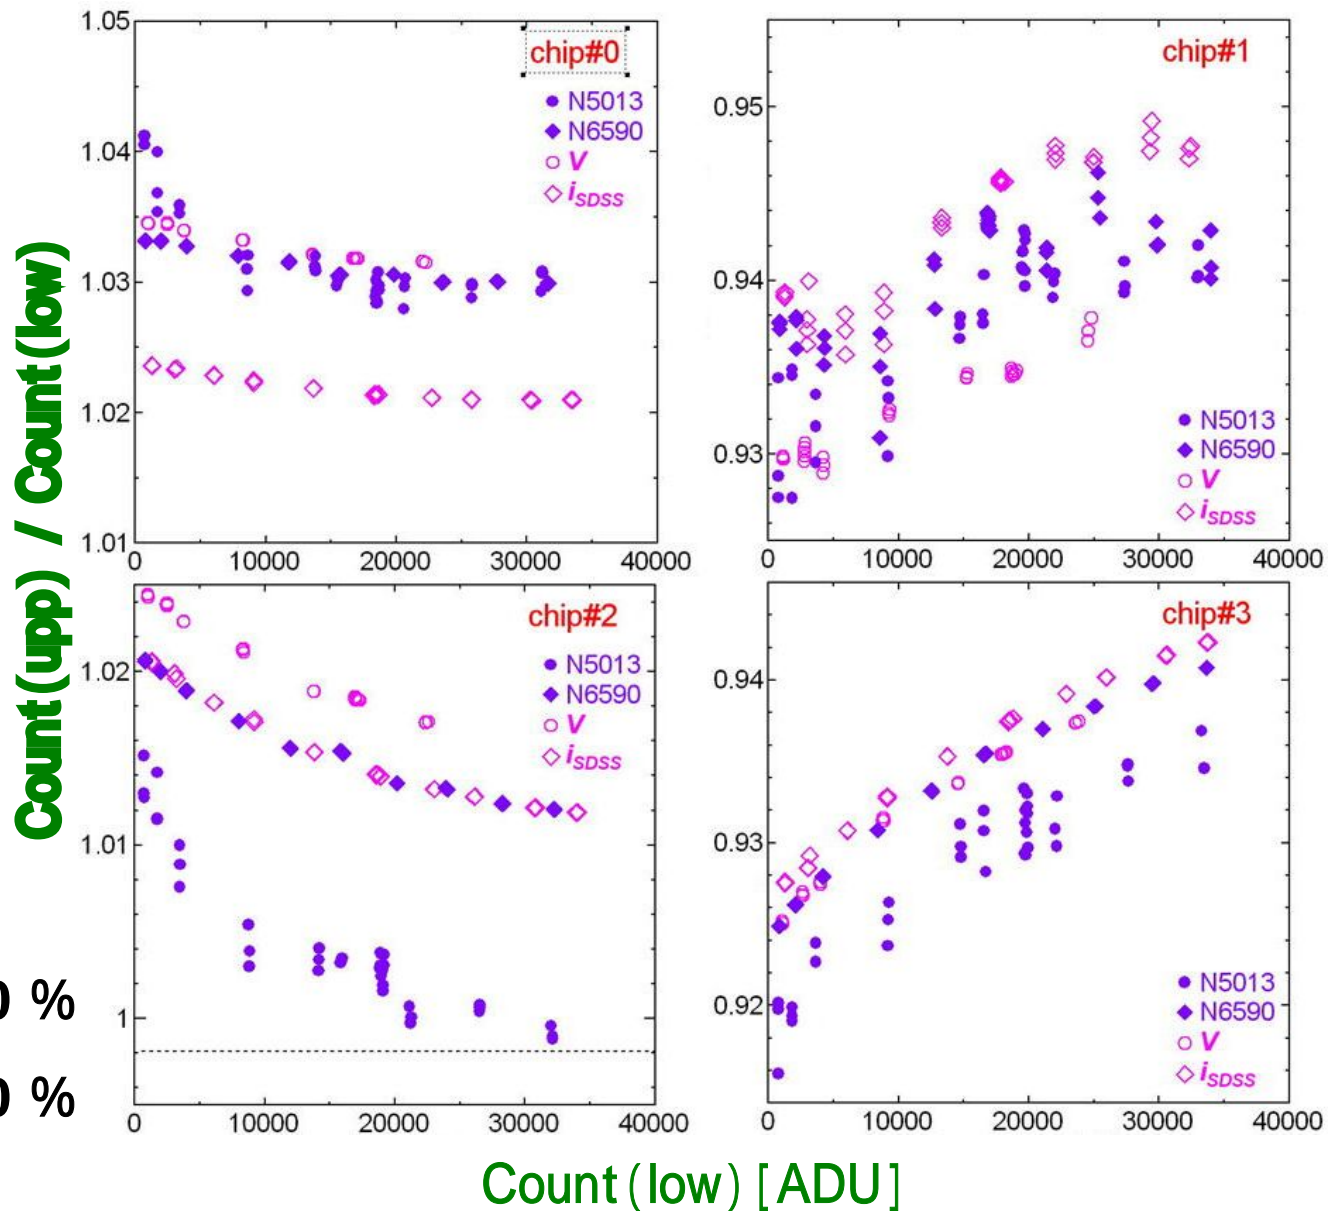 Count(upp) / Count(low)
1.05
1.04
1.03
1.02
1.01
0 10000 20000 30000 40000
chip#0
N5013
N6590
V
iSDSS
0.95
0.94
0.93
0 10000 20000 30000 40000
chip#1
N5013
N6590
V
iSDSS
1.02
1.01
1
0 10000 20000 30000 40000
chip#2
N5013
N6590
V
iSDSS
0.94
0.93
0.92
0 10000 20000 30000 40000
chip#3
N5013
N6590
V
iSDSS
0 %
0 %
Count(low) [ADU]